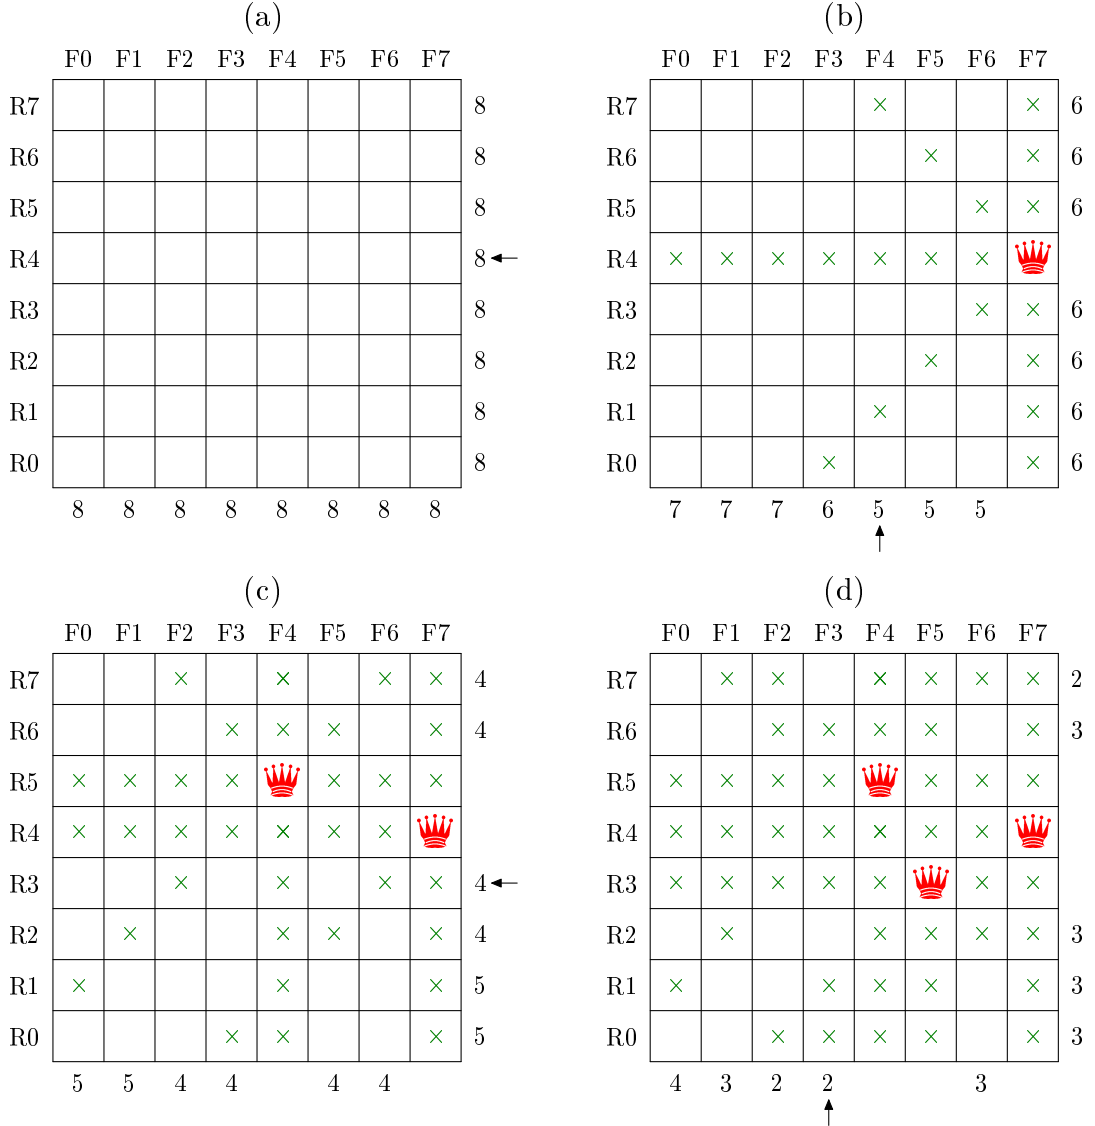 (a)
F0 F1 F2 F3 F4 F5 F6 F7
R7 8
R6 8
R5 8
R4 8
R3 8
R2 8
R1 8
R0 8
8 8 8 8 8 8 8 8
(b)
F0 F1 F2 F3 F4 F5 F6 F7
R7 6
R6 6
R5 6
R4
R3 6
R2 6
R1 6
R0 6
7 7 7 6 5 5 5
(c)
F0 F1 F2 F3 F4 F5 F6 F7
R7 4
R6 4
R5
R4
R3 4
R2 4
R1 5
R0 5
5 5 4 4 4 4
(d)
F0 F1 F2 F3 F4 F5 F6 F7
R7 2
R6 3
R5
R4
R3
R2 3
R1 3
R0 3
4 3 2 2 3